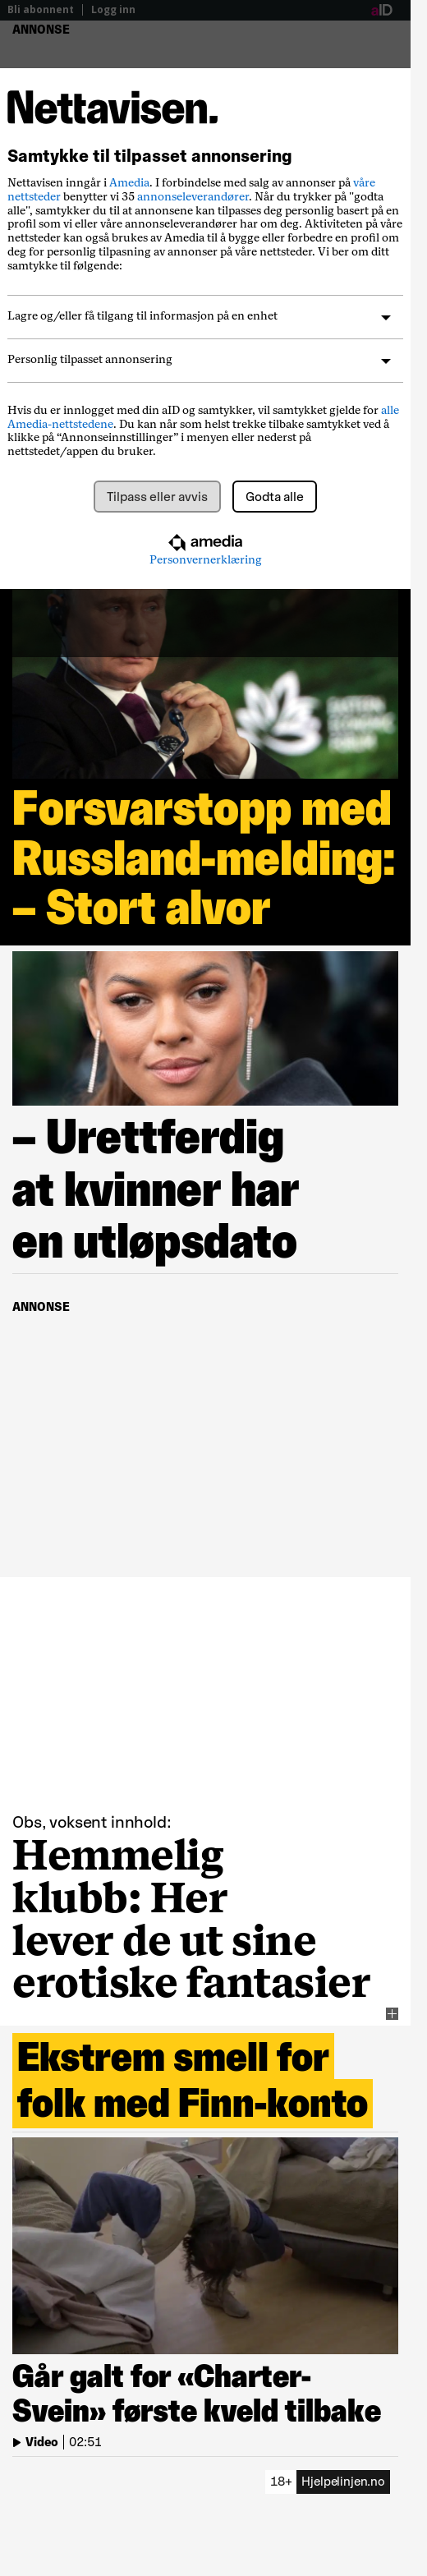 Bli abonnent | Logg inn aID
ANNONSE
Nettavisen.
Samtykke til tilpasset annonsering
Nettavisen inngår i Amedia. I forbindelse med salg av annonser på våre
nettsteder benytter vi 35 annonseleverandører. Når du trykker på "godta
alle", samtykker du til at annonsene kan tilpasses deg personlig basert på en
profil som vi eller våre annonseleverandører har om deg. Aktiviteten på våre
nettsteder kan også brukes av Amedia til å bygge eller forbedre en profil om
deg for personlig tilpasning av annonser på våre nettsteder. Vi ber om ditt
samtykke til følgende:
Lagre og/eller få tilgang til informasjon på en enhet
Personlig tilpasset annonsering
Hvis du er innlogget med din aID og samtykker, vil samtykket gjelde for alle
Amedia-nettstedene. Du kan når som helst trekke tilbake samtykket ved å
klikke på “Annonseinnstillinger” i menyen eller nederst på
nettstedet/appen du bruker.
Tilpass eller avvis Godta alle
amedia
Personvernerklæring
Forsvarstopp med
Russland-melding:
– Stort alvor
– Urettferdig
at kvinner har
en utløpsdato
ANNONSE
Obs, voksent innhold:
Hemmelig
klubb: Her
lever de ut sine
erotiske fantasier
Ekstrem smell for
folk med Finn-konto
Går galt for «Charter-
Svein» første kveld tilbake
Video | 02:51
18+ Hjelpelinjen.no